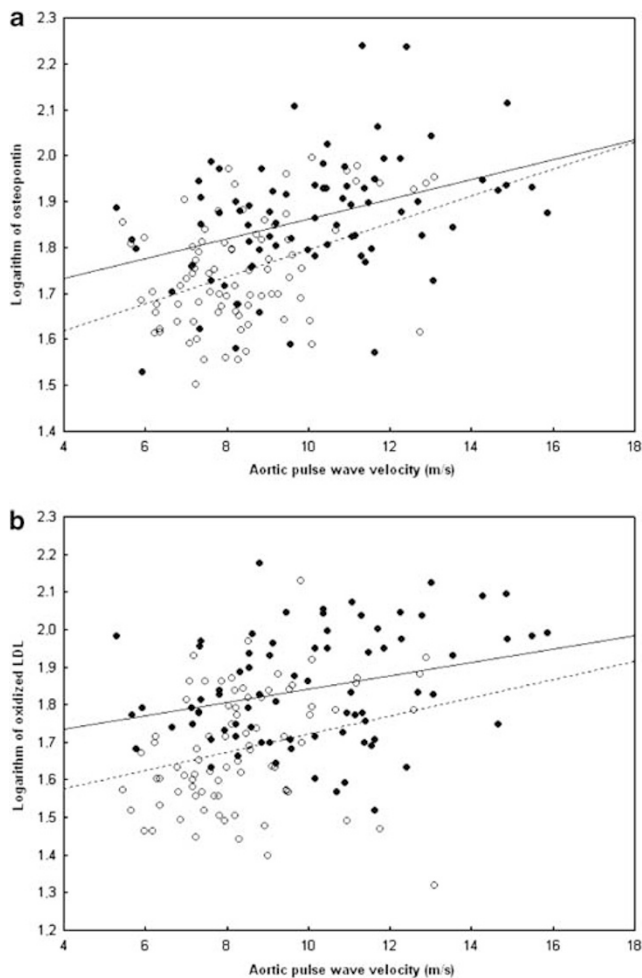 a
2.3
2.2
2.1
2.0
1.9
1.8
1.7
1.6
1.5
1.4
Logarithm of osteopontin
4 6 8 10 12 14 16 18
Aortic pulse wave velocity (m/s)
b
2.3
2.2
2.1
2.0
1.9
1.8
1.7
1.6
1.5
1.4
1.3
1.2
Logarithm of oxidized LDL
4 6 8 10 12 14 16 18
Aortic pulse wave velocity (m/s)